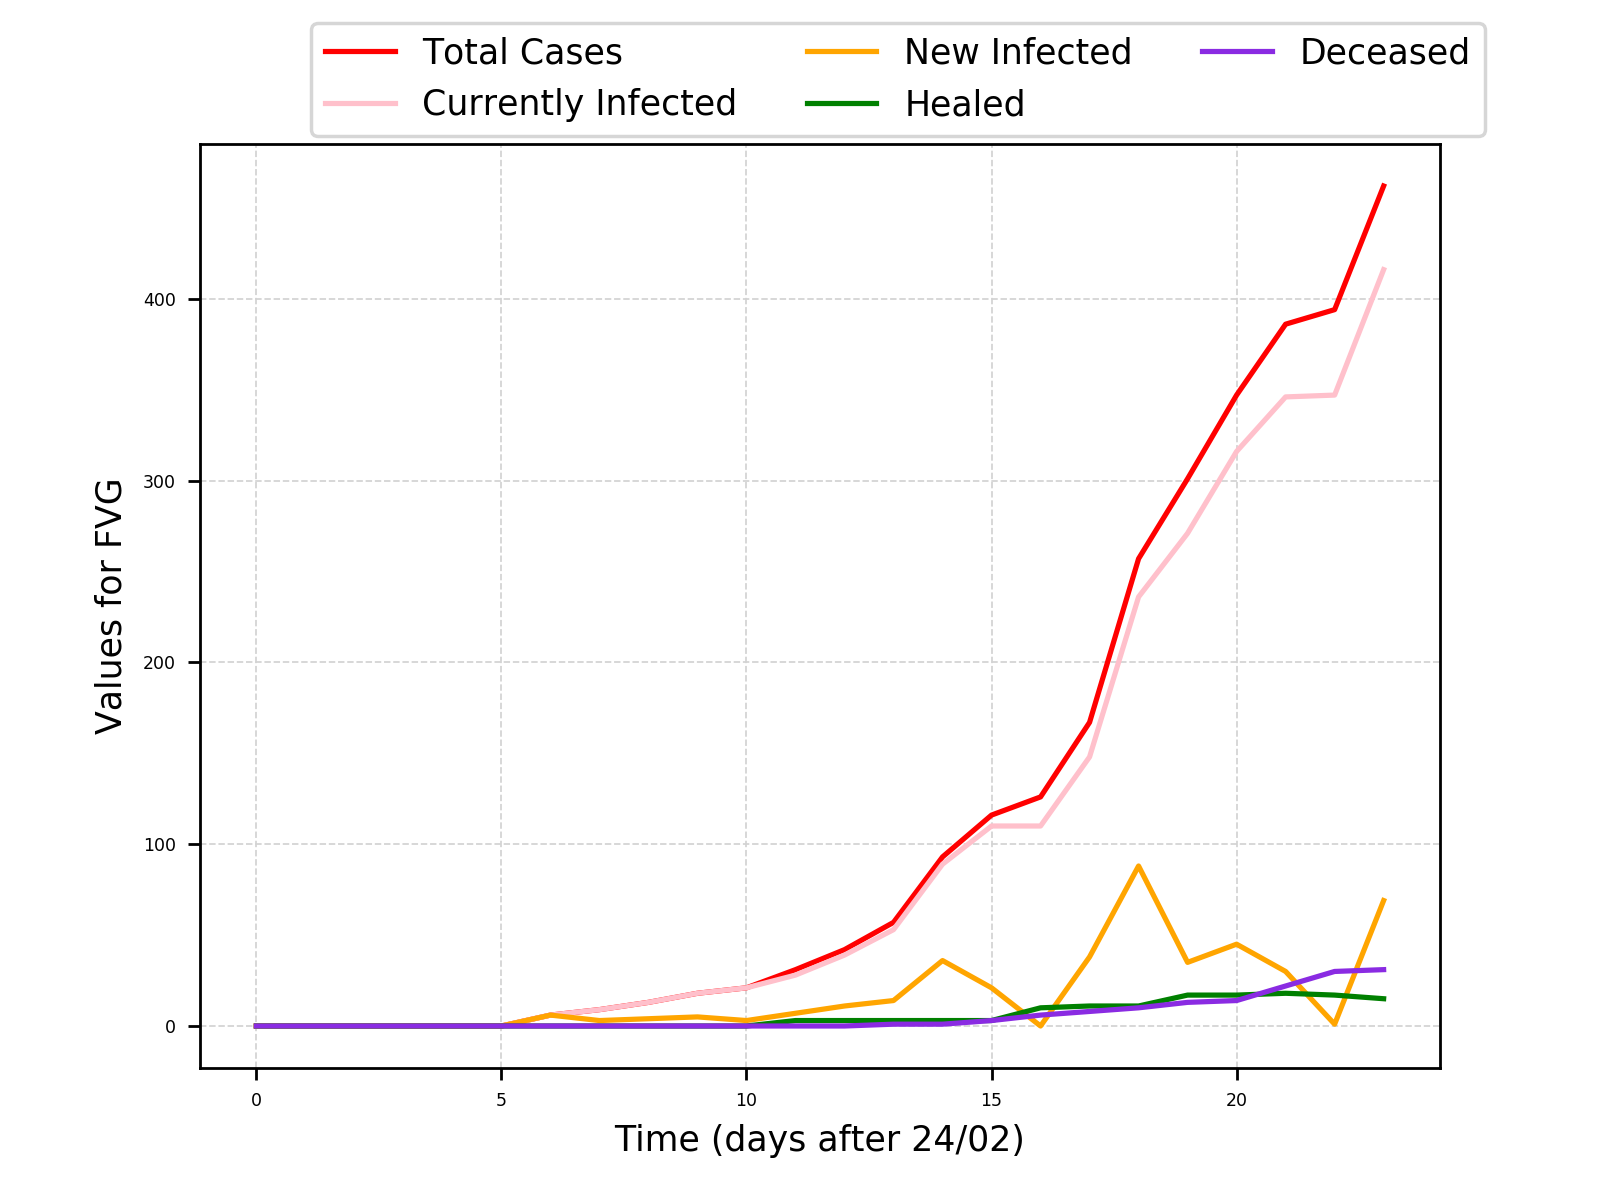 Total Cases
Currently Infected
New Infected
Healed
Deceased
Values for FVG
400
300
200
100
0
0 5 10 15 20
Time (days after 24/02)